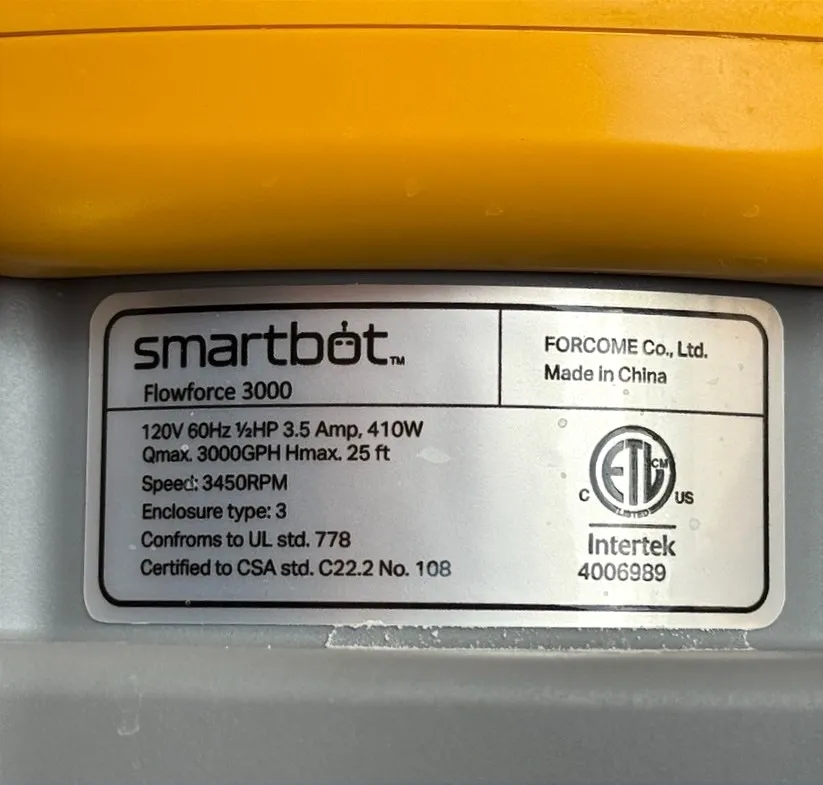 smartbot™
Flowforce 3000
FORCOME Co., Ltd.
Made in China
120V 60Hz ½HP 3.5 Amp, 410W
Qmax. 3000GPH Hmax. 25 ft
Speed: 3450RPM
Enclosure type: 3
Confroms to UL std. 778
Certified to CSA std. C22.2 No. 108
ETL CM
C US
LISTED
Intertek
4006989